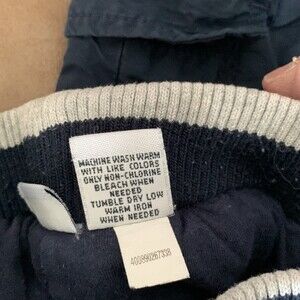 MACHINE WASH WARM
WITH LIKE COLORS
ONLY NON-CHLORINE
BLEACH WHEN
NEEDED
TUMBLE DRY LOW
WARM IRON
WHEN NEEDED
400890267338